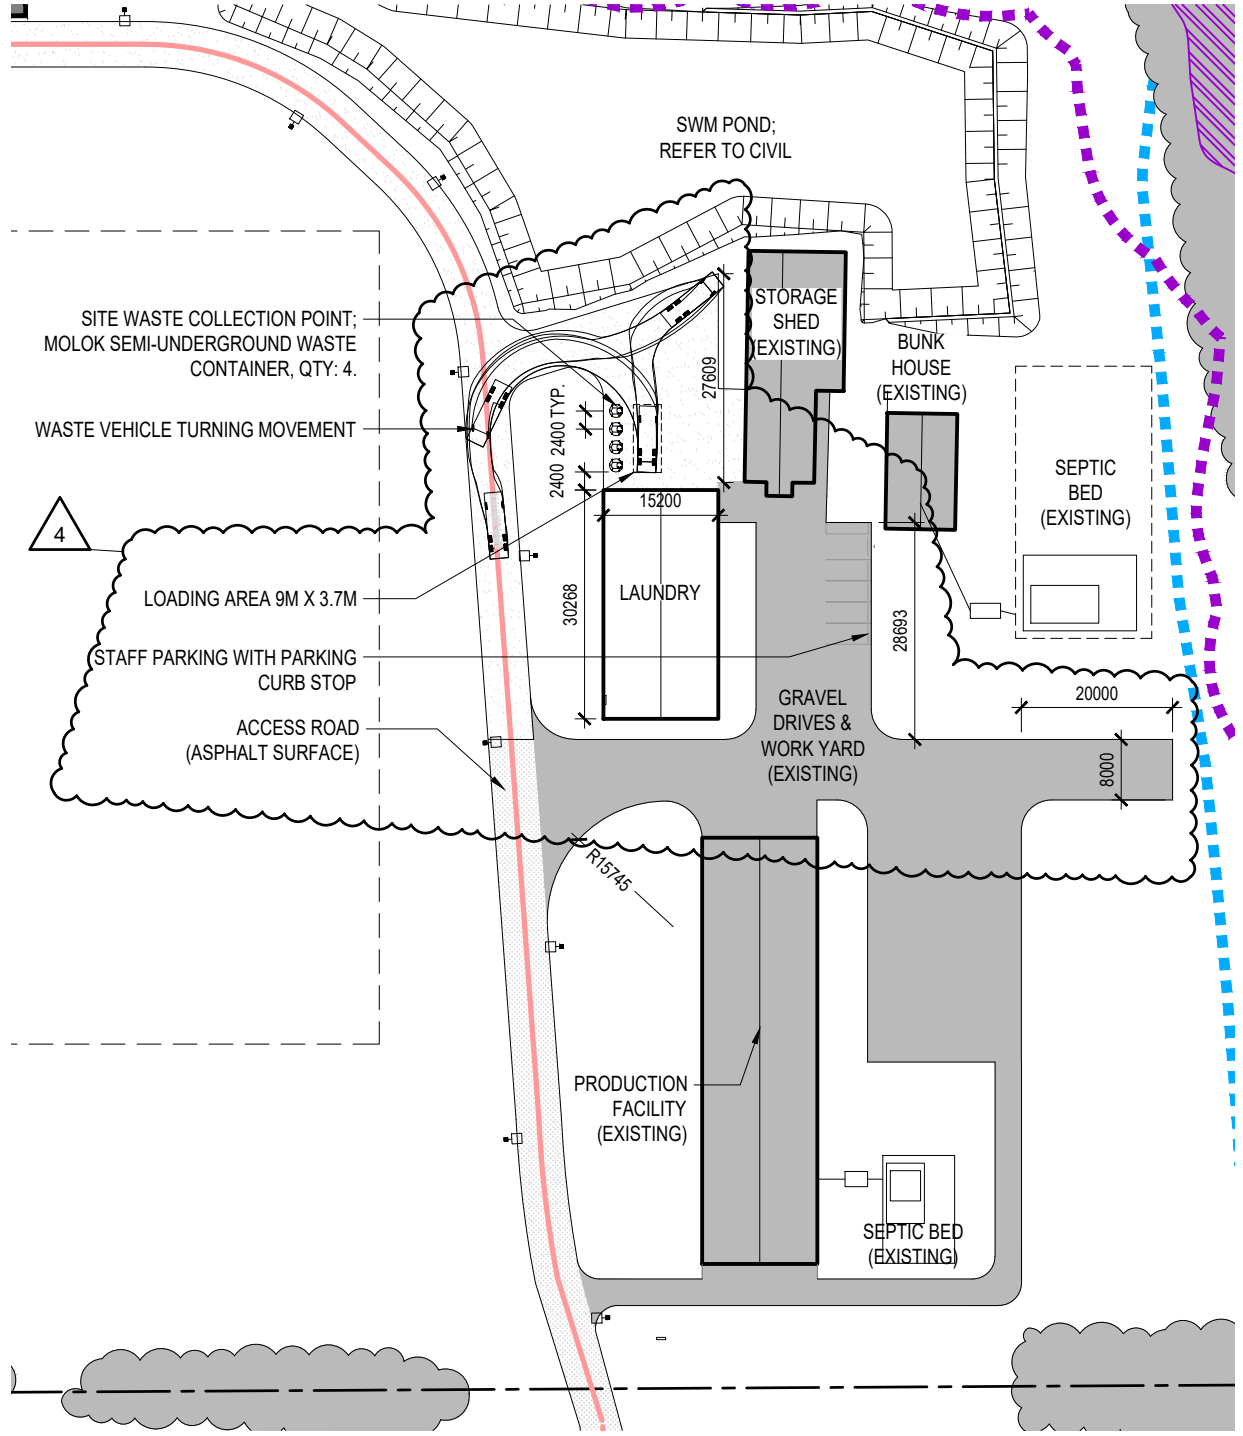 SWM POND;
REFER TO CIVIL
SITE WASTE COLLECTION POINT;
MOLOK SEMI-UNDERGROUND WASTE
CONTAINER, QTY: 4.
WASTE VEHICLE TURNING MOVEMENT
STORAGE
SHED
(EXISTING)
BUNK
HOUSE
(EXISTING)
27609
2400 TYP.
2400
15200
SEPTIC
BED
(EXISTING)
4
LOADING AREA 9M X 3.7M
LAUNDRY
30268
28693
STAFF PARKING WITH PARKING
CURB STOP
ACCESS ROAD
(ASPHALT SURFACE)
GRAVEL
DRIVES &
WORK YARD
(EXISTING)
20000
8000
R15745
PRODUCTION
FACILITY
(EXISTING)
SEPTIC BED
(EXISTING)